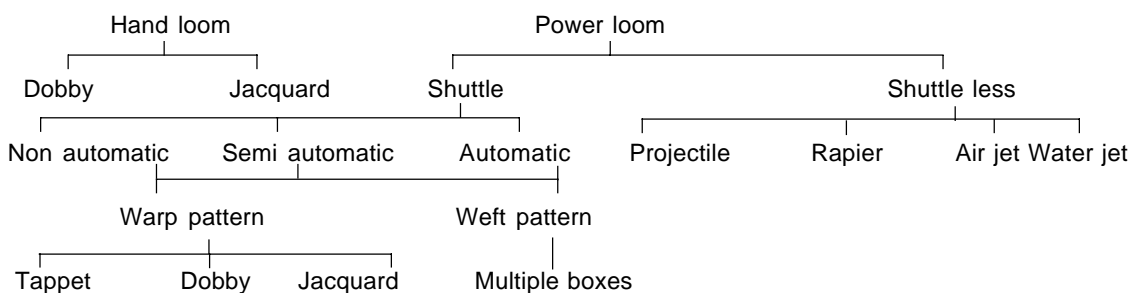 Hand loom Power loom
Dobby Jacquard Shuttle Shuttle less
Non automatic Semi automatic Automatic Projectile Rapier Air jet Water jet
Warp pattern Weft pattern
Tappet Dobby Jacquard Multiple boxes